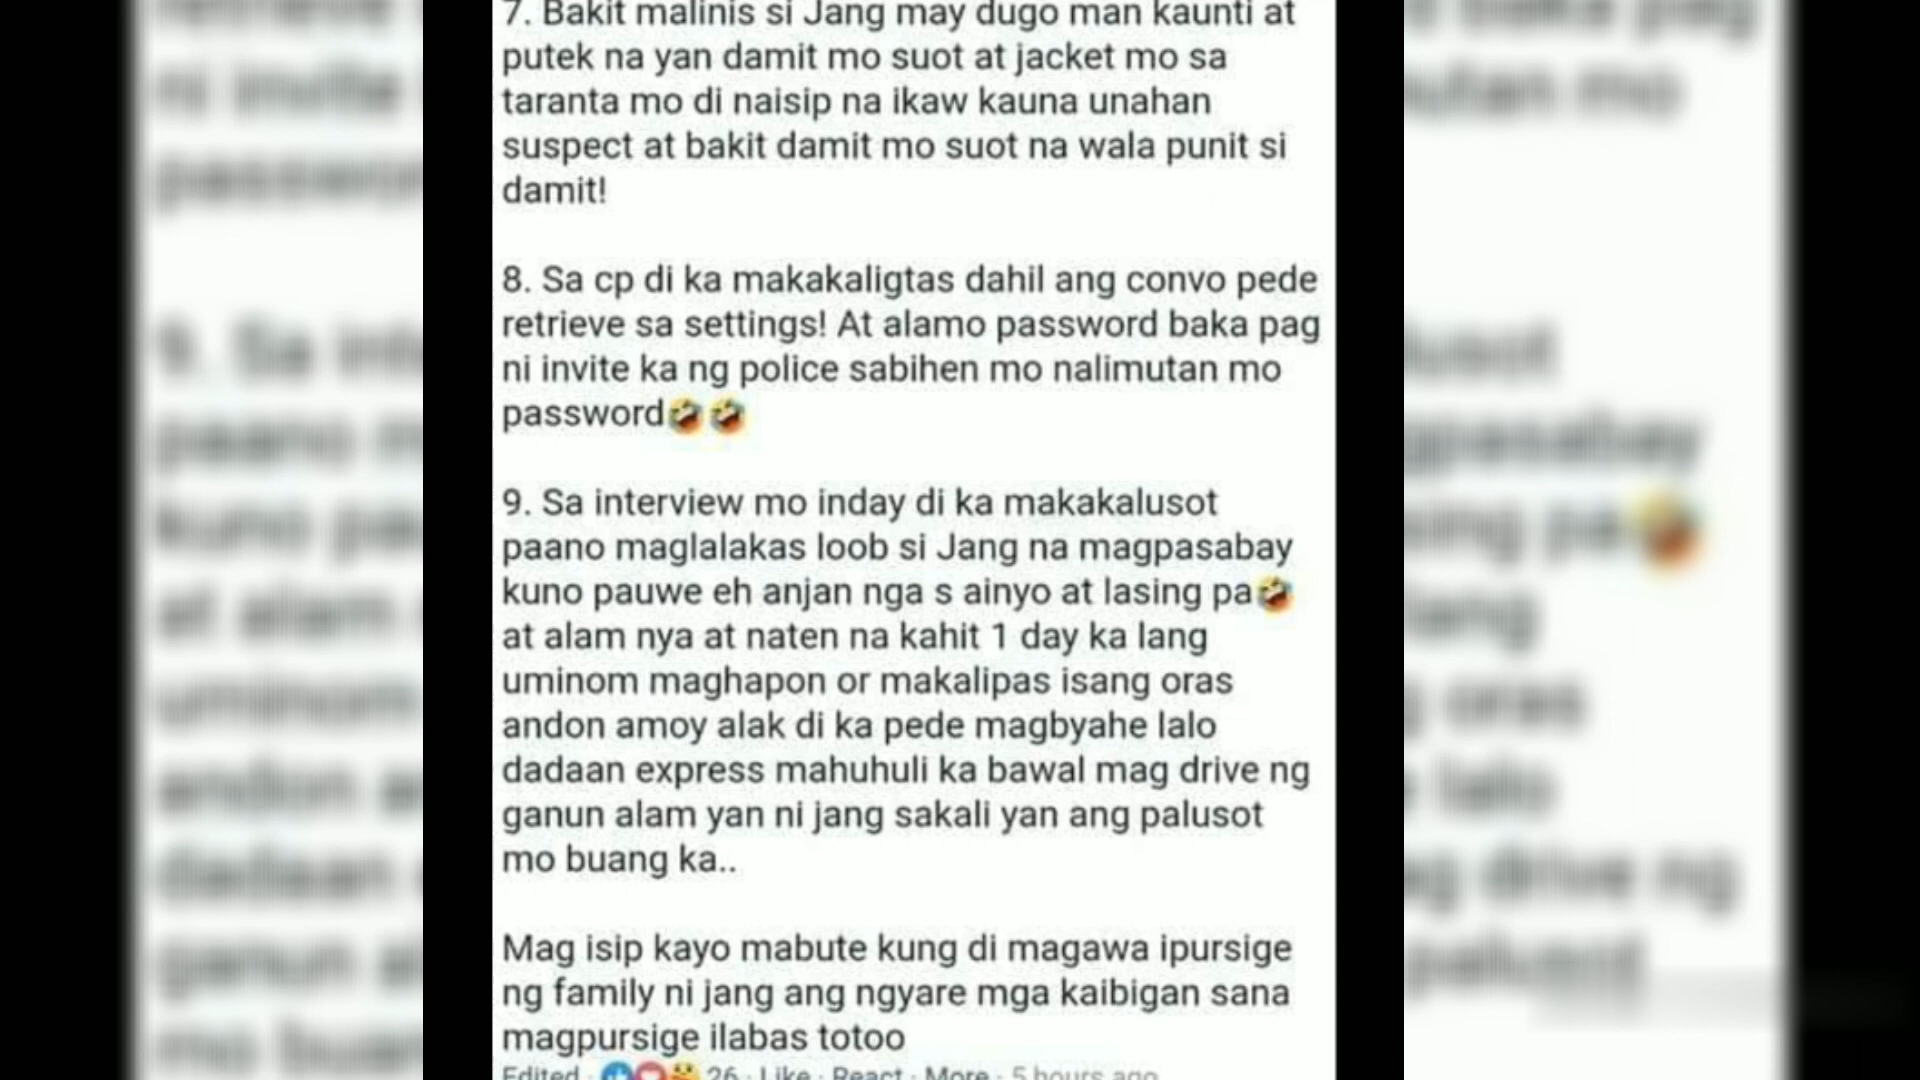 7. Bakit malinis si Jang may dugo man kaunti at
putek na yan damit mo suot at jacket mo sa
taranta mo di naisip na ikaw kauna unahan
suspect at bakit damit mo suot na wala punit si
damit!
8. Sa cp di ka makakaligtas dahil ang convo pede
retrieve sa settings! At alamo password baka pag
ni invite ka ng police sabihen mo nalimutan mo
password🤣🤣
9. Sa interview mo inday di ka makakalusot
paano maglalakas loob si Jang na magpasabay
kuno pauwe eh anjan nga s ainyo at lasing pa🤣
at alam nya at naten na kahit 1 day ka lang
uminom maghapon or makalipas isang oras
andon amoy alak di ka pede magbyahe lalo
dadaan express mahuhuli ka bawal mag drive ng
ganun alam yan ni jang sakali yan ang palusot
mo buang ka..
Mag isip kayo mabute kung di magawa ipursige
ng family ni jang ang ngyare mga kaibigan sana
magpursige ilabas totoo
Edited · 26 · Like · React · More · 5 hours ago